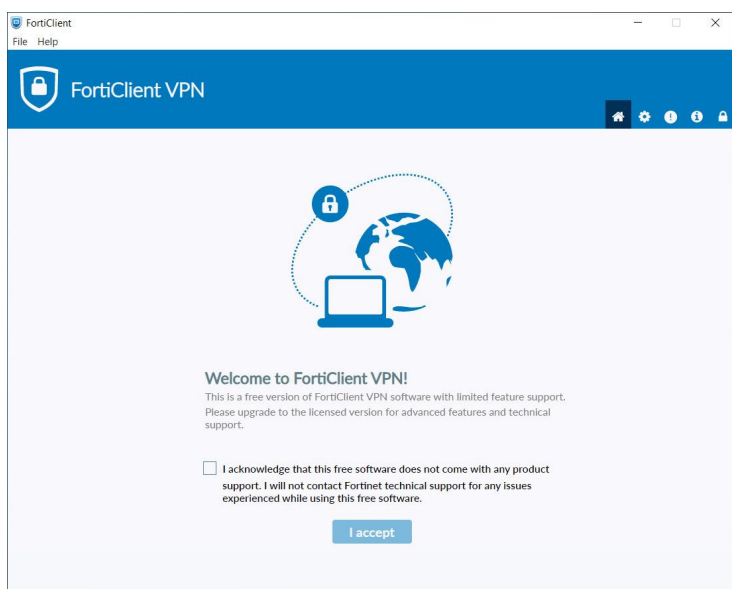 FortiClient
File Help
FortiClient VPN
Welcome to FortiClient VPN!
This is a free version of FortiClient VPN software with limited feature support.
Please upgrade to the licensed version for advanced features and technical
support.
I acknowledge that this free software does not come with any product
support. I will not contact Fortinet technical support for any issues
experienced while using this free software.
I accept